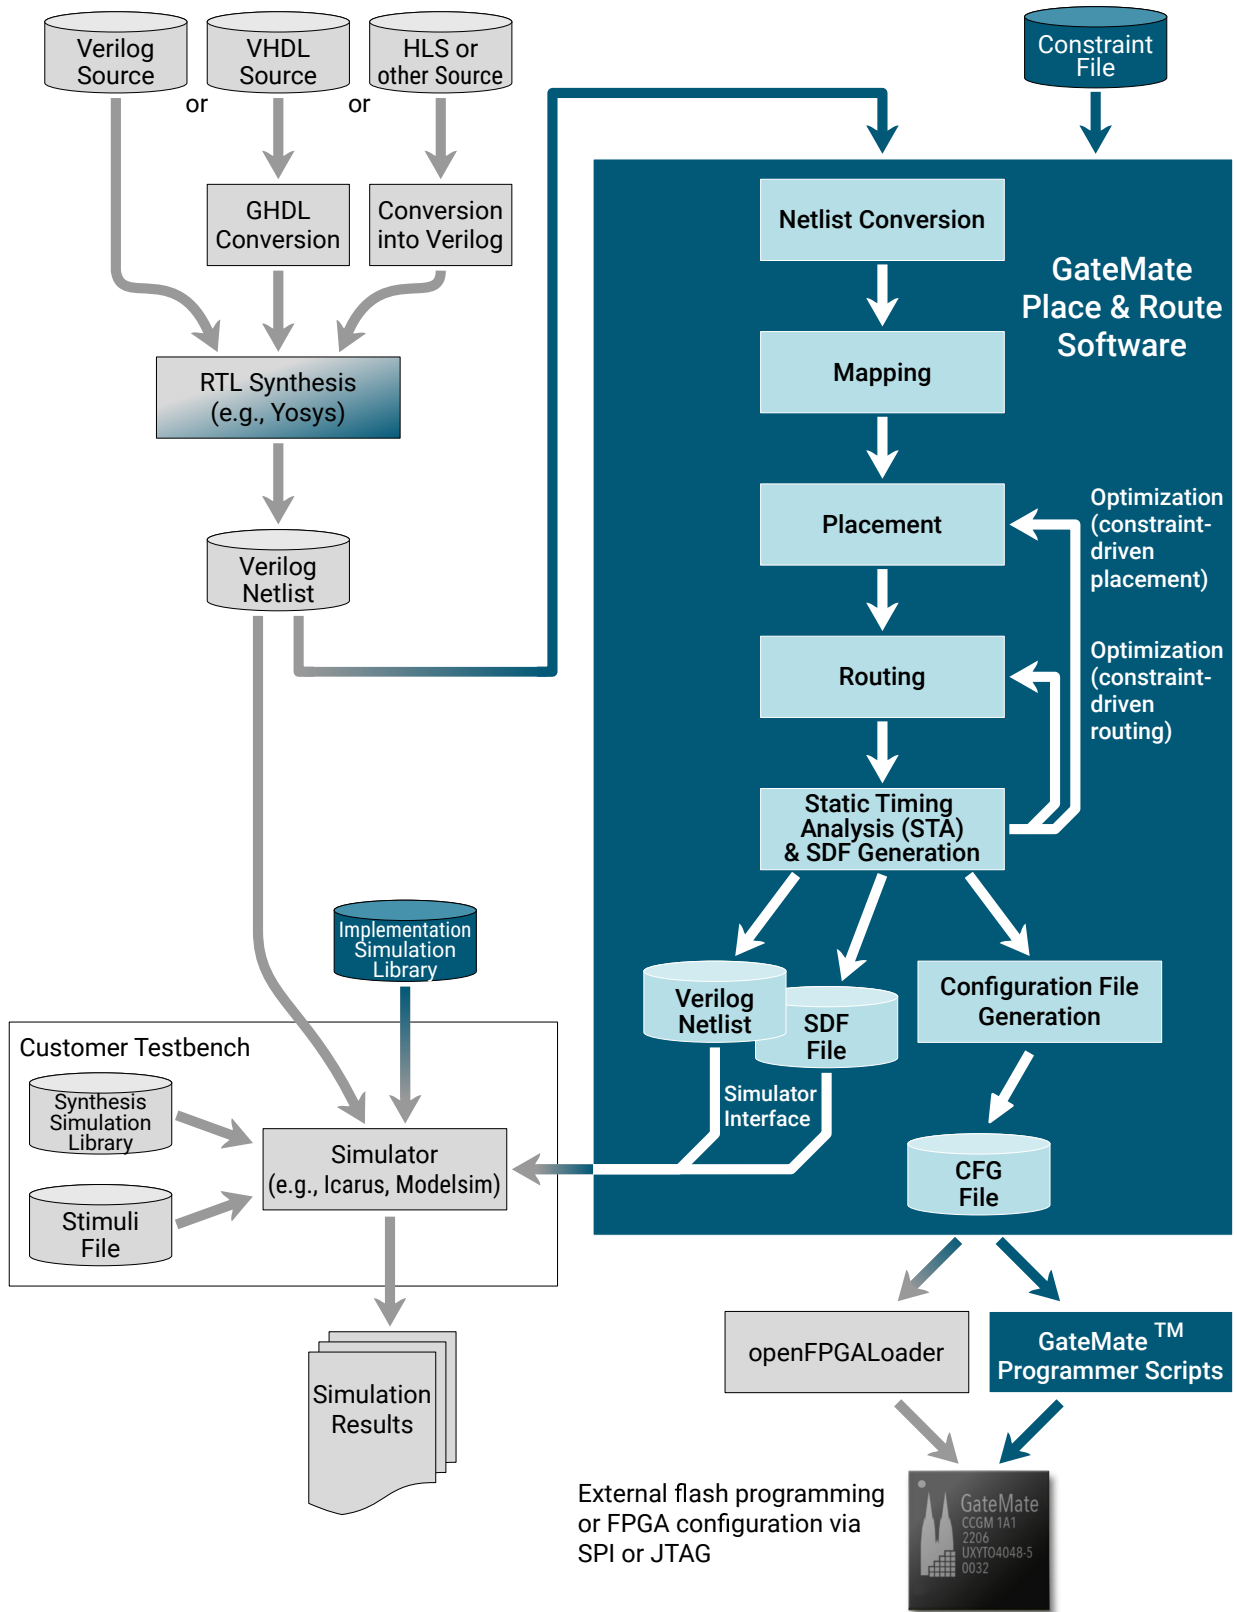 Verilog
Source
or
VHDL
Source
or
HLS or
other Source
Constraint
File
GHDL
Conversion
Conversion
into Verilog
RTL Synthesis
(e.g., Yosys)
Verilog
Netlist
GateMate
Place & Route
Software
Netlist Conversion
Mapping
Placement
Optimization
(constraint-
driven
placement)
Routing
Optimization
(constraint-
driven
routing)
Static Timing
Analysis (STA)
& SDF Generation
Verilog
Netlist
SDF
File
Configuration File
Generation
Simulator
Interface
CFG
File
Implementation
Simulation
Library
Customer Testbench
Synthesis
Simulation
Library
Stimuli
File
Simulator
(e.g., Icarus, Modelsim)
Simulation
Results
openFPGALoader
GateMate TM
Programmer Scripts
External flash programming
or FPGA configuration via
SPI or JTAG
GateMate
CCGM 1A1
2206
UXYTO4048-5
0032